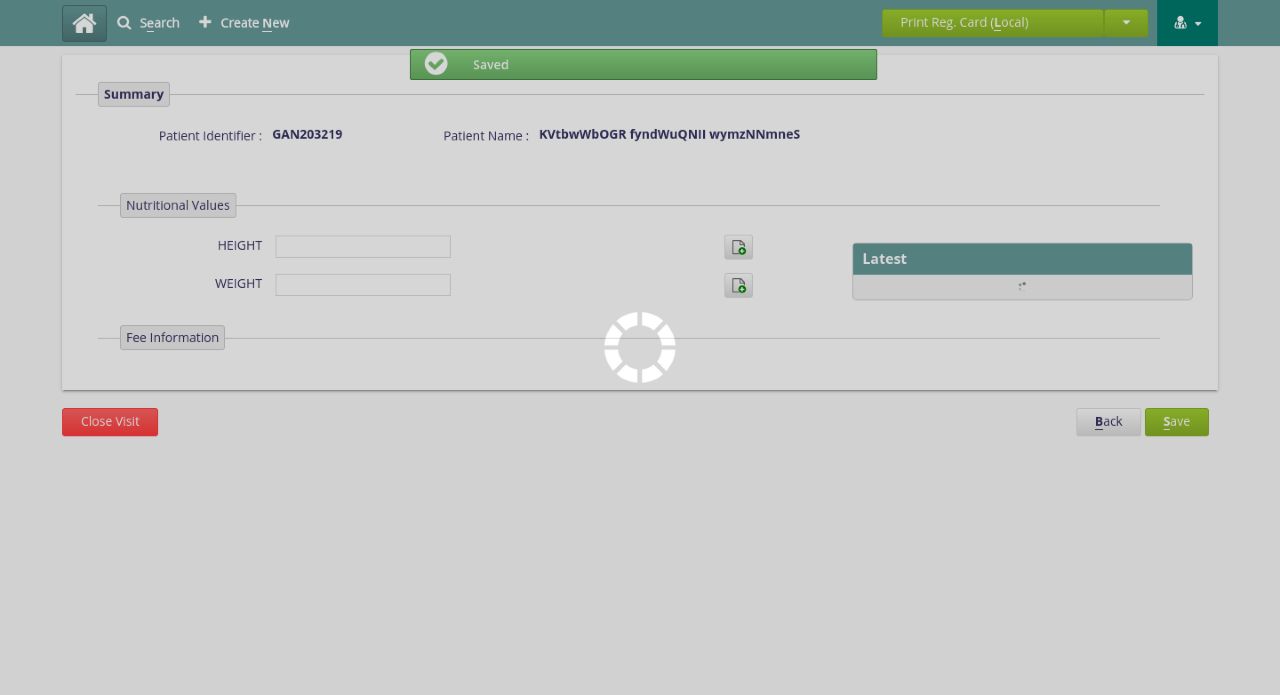 Search Create New Print Reg. Card (Local)
Saved
Summary
Patient Identifier : GAN203219 Patient Name : KVtbwWbOGR fyndWuQNII wymzNNmneS
Nutritional Values
HEIGHT
Latest
WEIGHT
Fee Information
Close Visit Back Save